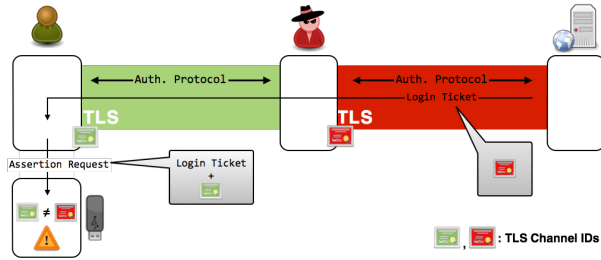 Auth. Protocol
Auth. Protocol
Login Ticket
TLS
TLS
Assertion Request
Login Ticket
+
≠
, : TLS Channel IDs